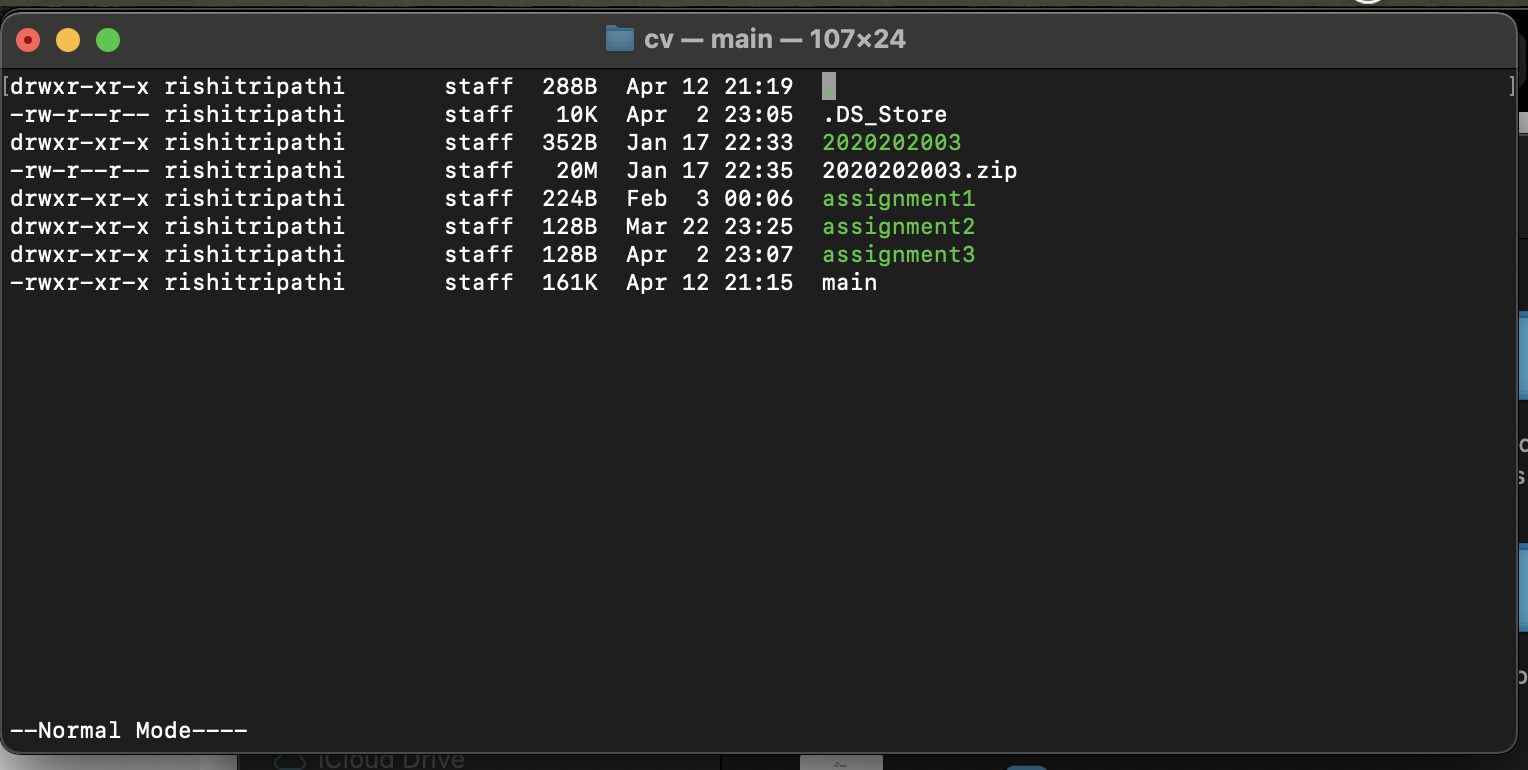 cv — main — 107×24
drwxr-xr-x rishitripathi staff 288B Apr 12 21:19 .
-rw-r--r-- rishitripathi staff 10K Apr 2 23:05 .DS_Store
drwxr-xr-x rishitripathi staff 352B Jan 17 22:33 2020202003
-rw-r--r-- rishitripathi staff 20M Jan 17 22:35 2020202003.zip
drwxr-xr-x rishitripathi staff 224B Feb 3 00:06 assignment1
drwxr-xr-x rishitripathi staff 128B Mar 22 23:25 assignment2
drwxr-xr-x rishitripathi staff 128B Apr 2 23:07 assignment3
-rwxr-xr-x rishitripathi staff 161K Apr 12 21:15 main
--Normal Mode----
iCloud Drive